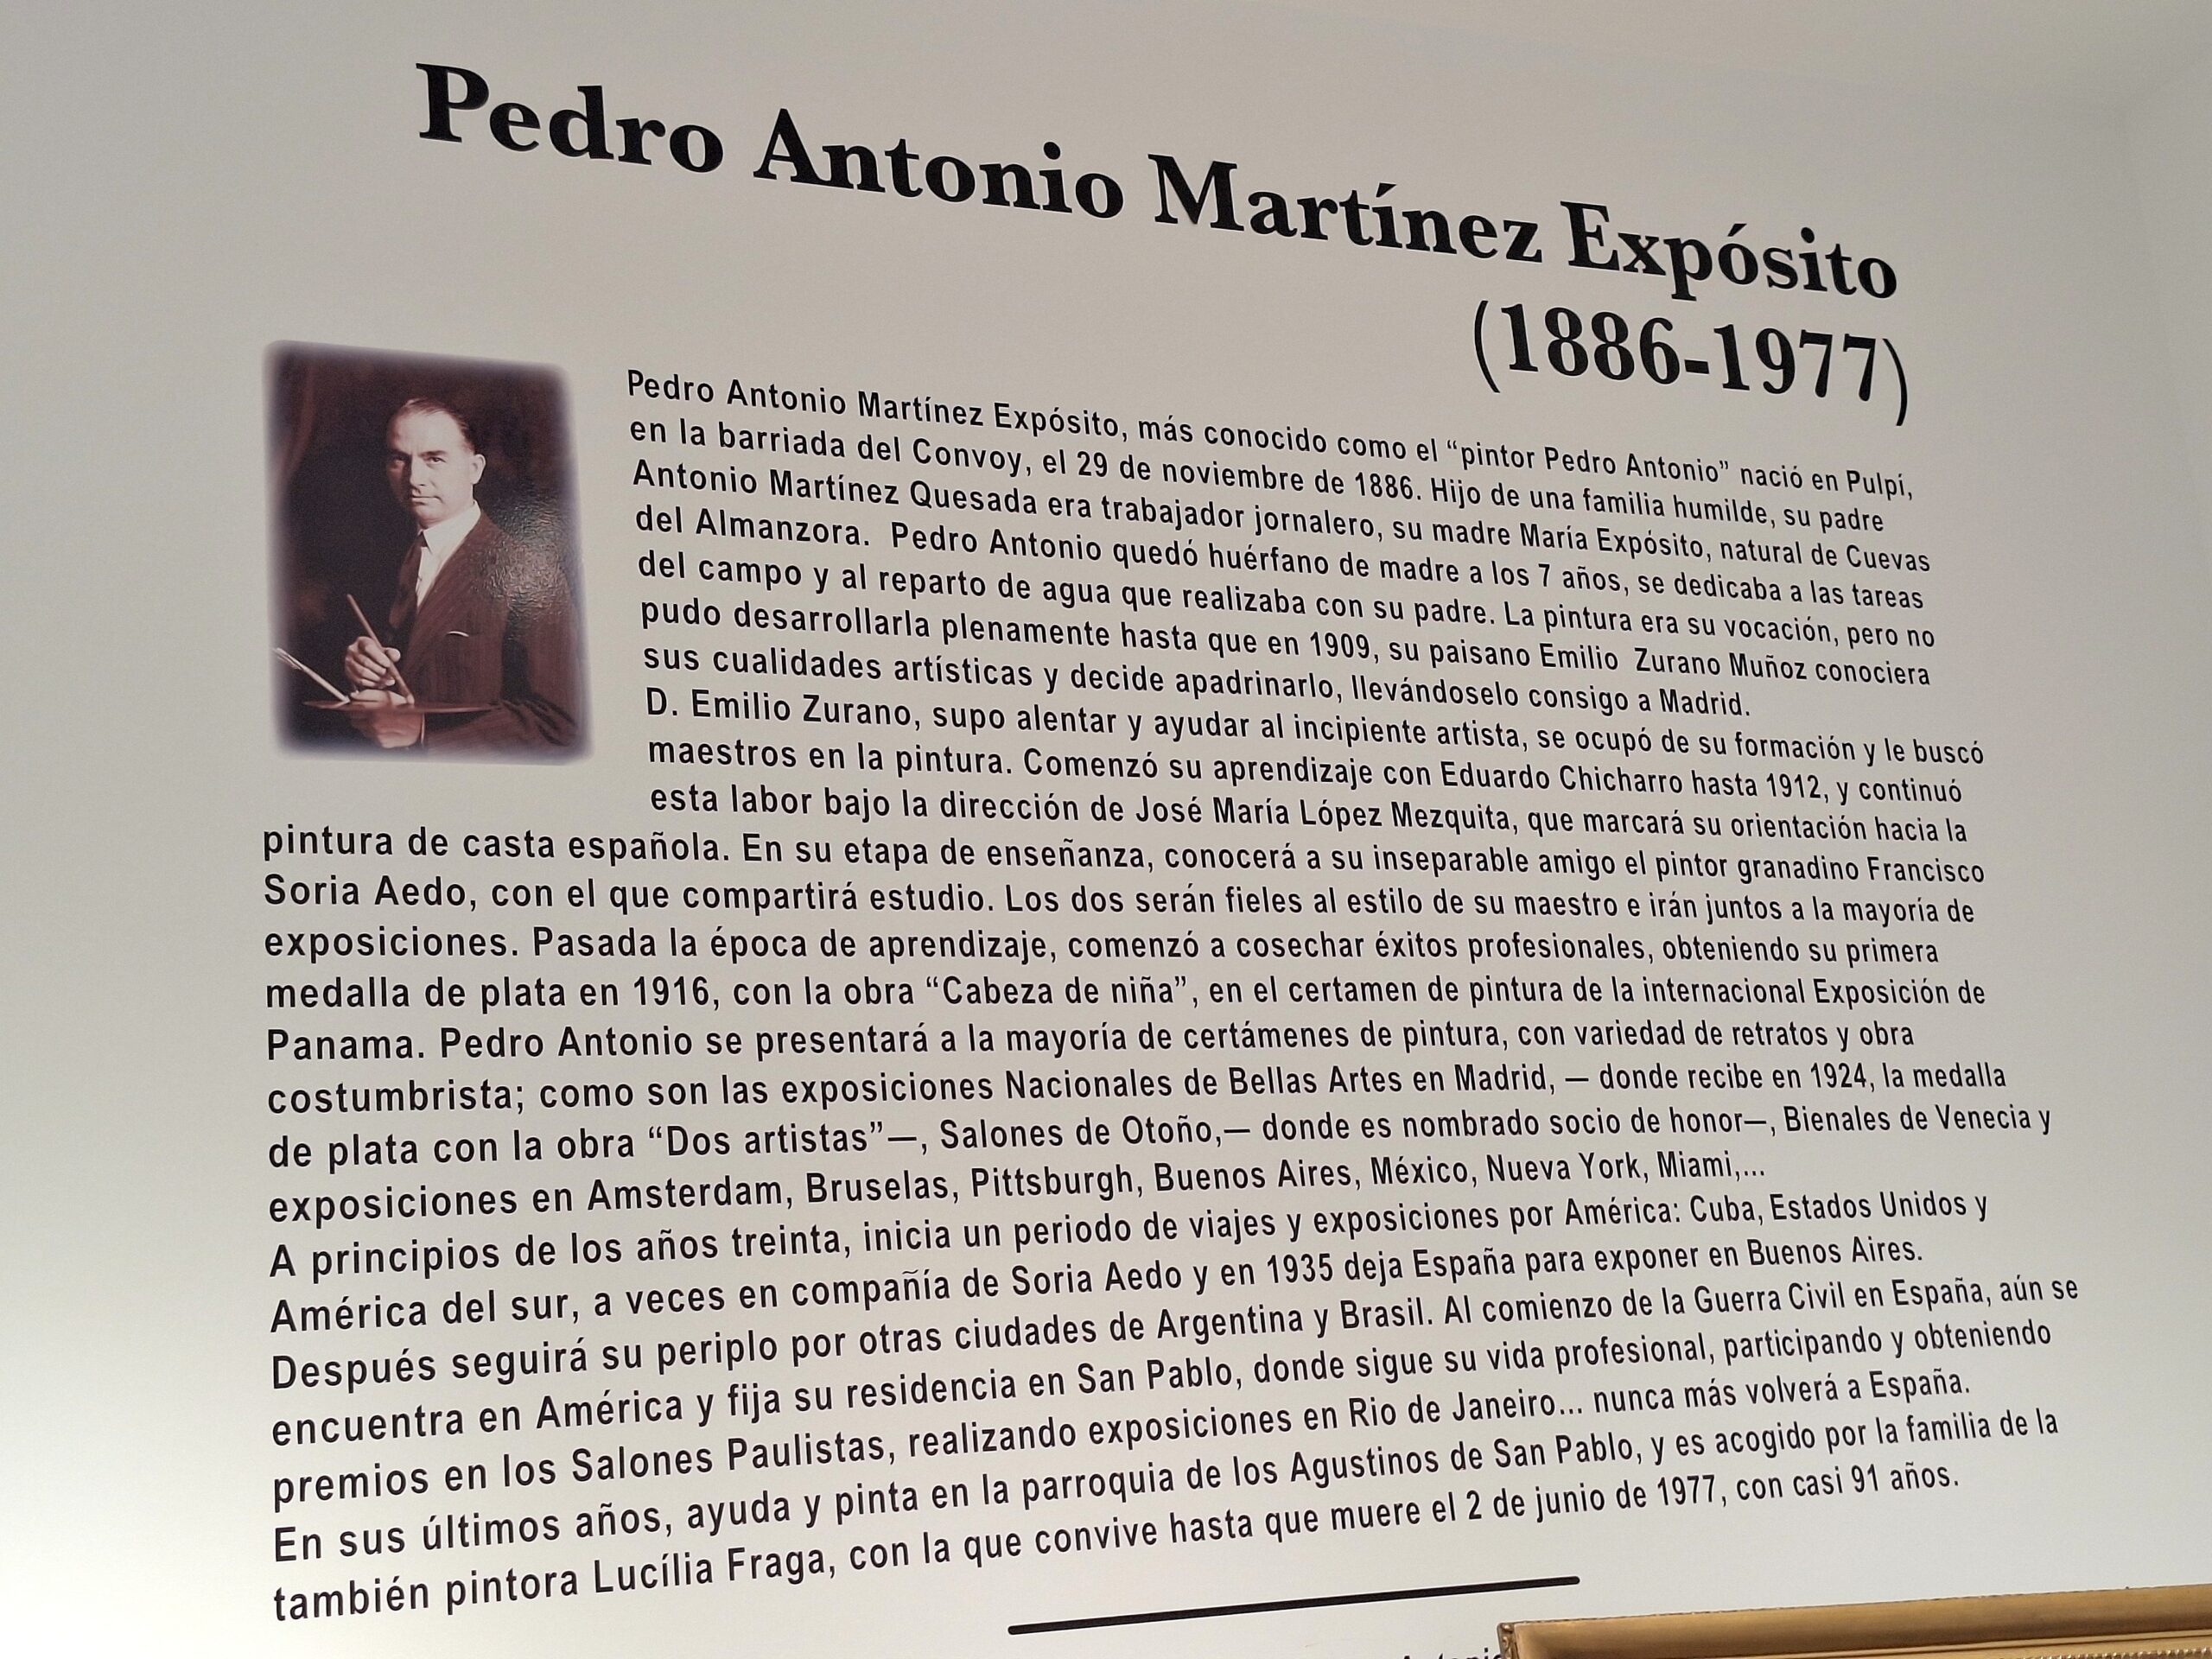 Pedro Antonio Martínez Expósito
(1886-1977)
Pedro Antonio Martínez Expósito, más conocido como el “pintor Pedro Antonio” nació en Pulpí,
en la barriada del Convoy, el 29 de noviembre de 1886. Hijo de una familia humilde, su padre
Antonio Martínez Quesada era trabajador jornalero, su madre María Expósito, natural de Cuevas
del Almanzora. Pedro Antonio quedó huérfano de madre a los 7 años, se dedicaba a las tareas
del campo y al reparto de agua que realizaba con su padre. La pintura era su vocación, pero no
pudo desarrollarla plenamente hasta que en 1909, su paisano Emilio Zurano Muñoz conociera
sus cualidades artísticas y decide apadrinarlo, llevándoselo consigo a Madrid.
D. Emilio Zurano, supo alentar y ayudar al incipiente artista, se ocupó de su formación y le buscó
maestros en la pintura. Comenzó su aprendizaje con Eduardo Chicharro hasta 1912, y continuó
esta labor bajo la dirección de José María López Mezquita, que marcará su orientación hacia la
pintura de casta española. En su etapa de enseñanza, conocerá a su inseparable amigo el pintor granadino Francisco
Soria Aedo, con el que compartirá estudio. Los dos serán fieles al estilo de su maestro e irán juntos a la mayoría de
exposiciones. Pasada la época de aprendizaje, comenzó a cosechar éxitos profesionales, obteniendo su primera
medalla de plata en 1916, con la obra “Cabeza de niña”, en el certamen de pintura de la internacional Exposición de
Panama. Pedro Antonio se presentará a la mayoría de certámenes de pintura, con variedad de retratos y obra
costumbrista; como son las exposiciones Nacionales de Bellas Artes en Madrid, — donde recibe en 1924, la medalla
de plata con la obra “Dos artistas”—, Salones de Otoño,— donde es nombrado socio de honor—, Bienales de Venecia y
exposiciones en Amsterdam, Bruselas, Pittsburgh, Buenos Aires, México, Nueva York, Miami,...
A principios de los años treinta, inicia un periodo de viajes y exposiciones por América: Cuba, Estados Unidos y
América del sur, a veces en compañía de Soria Aedo y en 1935 deja España para exponer en Buenos Aires.
Después seguirá su periplo por otras ciudades de Argentina y Brasil. Al comienzo de la Guerra Civil en España, aún se
encuentra en América y fija su residencia en San Pablo, donde sigue su vida profesional, participando y obteniendo
premios en los Salones Paulistas, realizando exposiciones en Rio de Janeiro... nunca más volverá a España.
En sus últimos años, ayuda y pinta en la parroquia de los Agustinos de San Pablo, y es acogido por la familia de la
también pintora Lucília Fraga, con la que convive hasta que muere el 2 de junio de 1977, con casi 91 años.